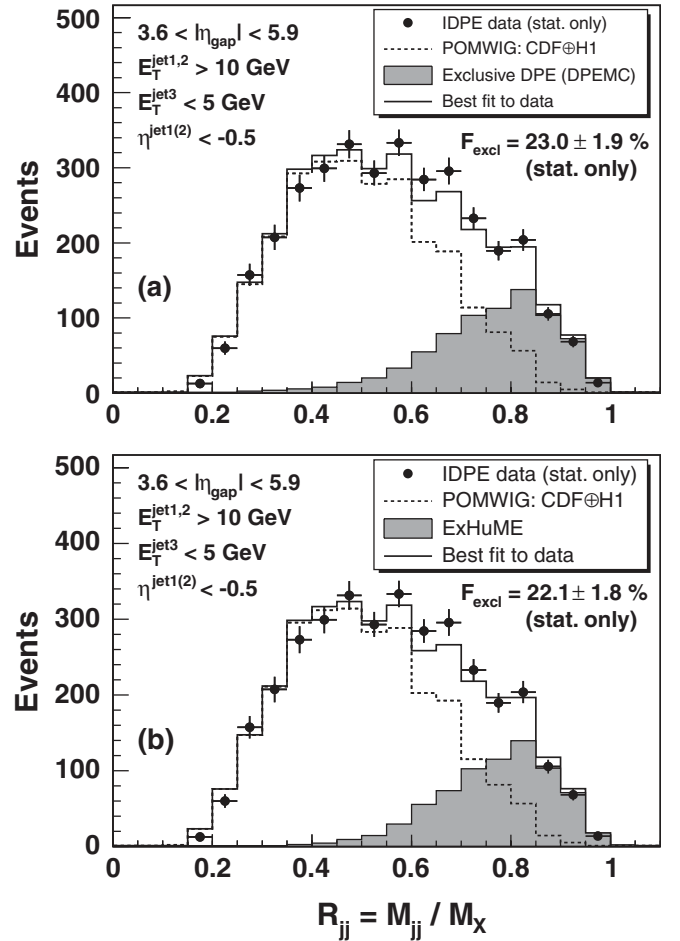 500
400
300
200
100
0
Events
3.6 < |η_gap| < 5.9
E_T^jet1,2 > 10 GeV
E_T^jet3 < 5 GeV
η^jet1(2) < -0.5
IDPE data (stat. only)
POMWIG: CDF⊕H1
Exclusive DPE (DPEMC)
Best fit to data
F_excl = 23.0 ± 1.9 %
(stat. only)
(a)
0 0.2 0.4 0.6 0.8 1
500
400
300
200
100
0
Events
3.6 < |η_gap| < 5.9
E_T^jet1,2 > 10 GeV
E_T^jet3 < 5 GeV
η^jet1(2) < -0.5
IDPE data (stat. only)
POMWIG: CDF⊕H1
ExHuME
Best fit to data
F_excl = 22.1 ± 1.8 %
(stat. only)
(b)
0 0.2 0.4 0.6 0.8 1
R_jj = M_jj / M_X